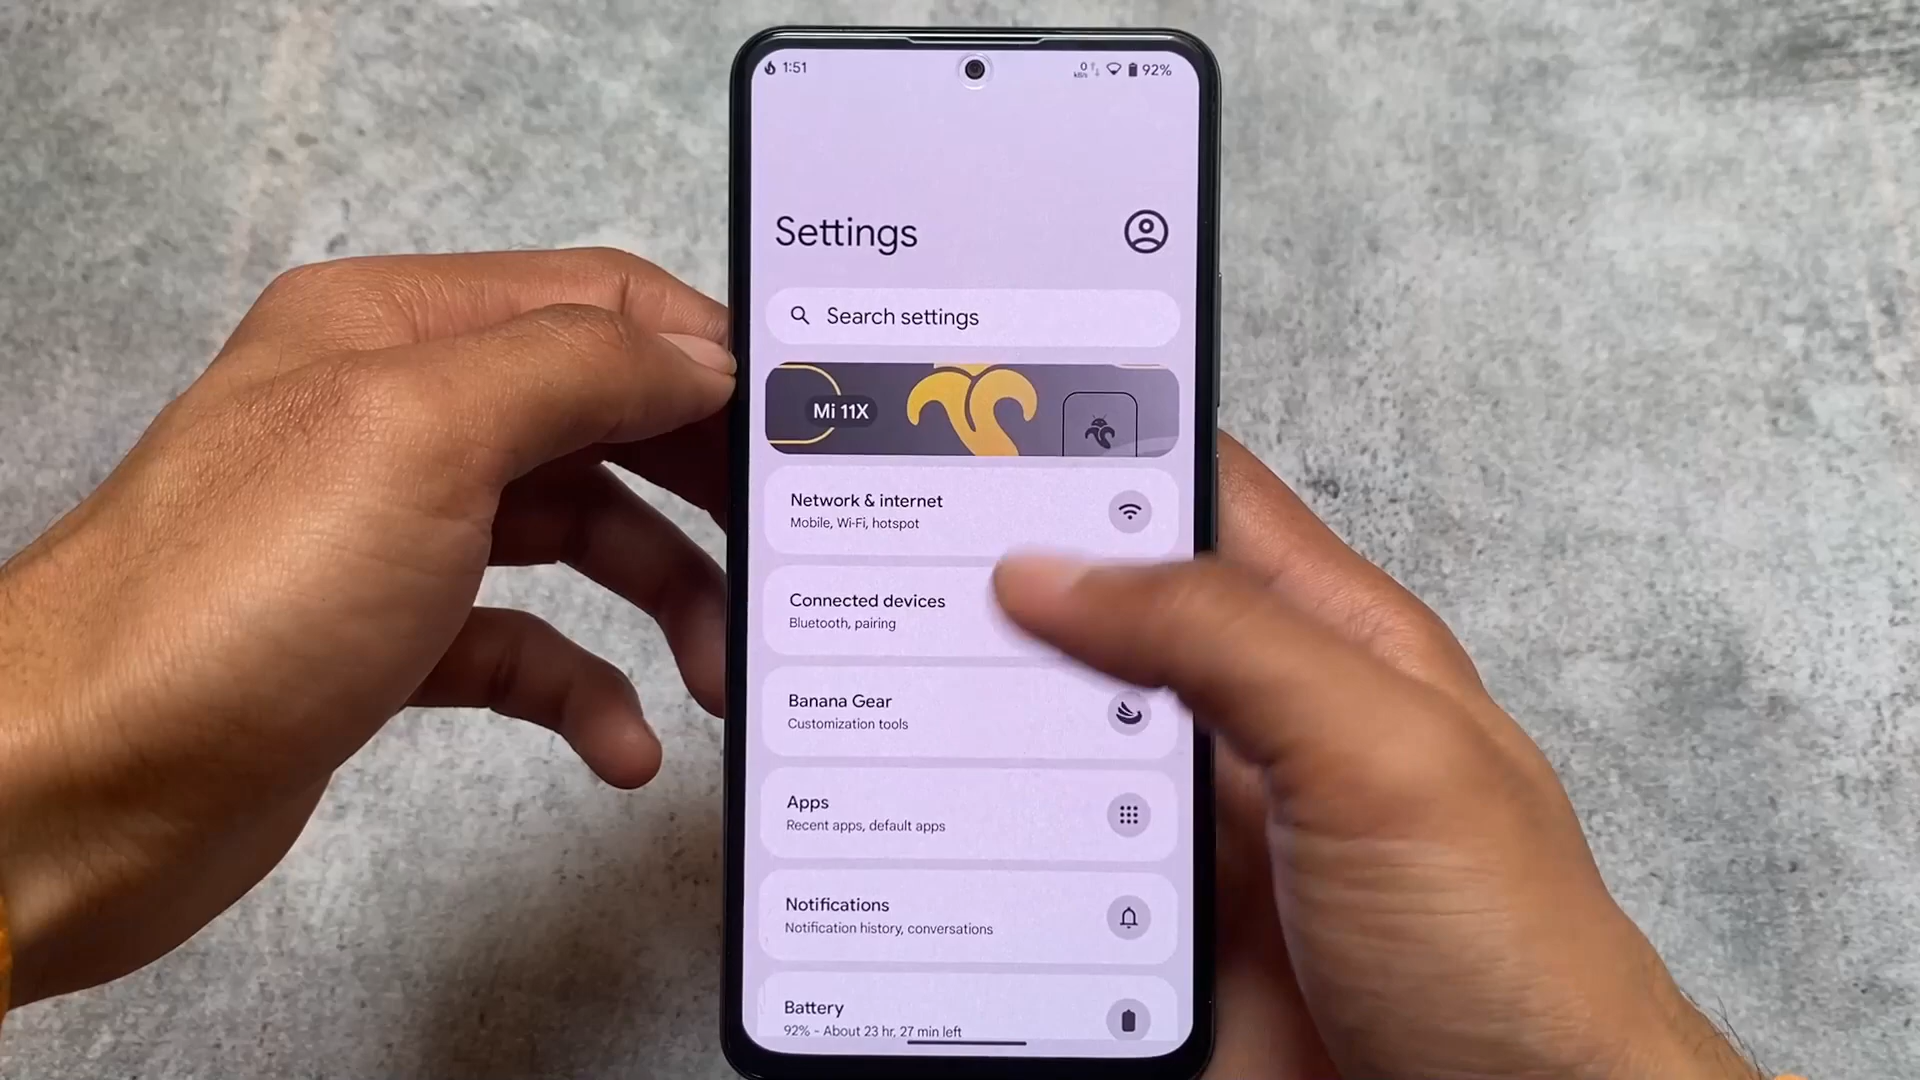 1:51
0
kB/s
92%
Settings
Search settings
Mi 11X
Network & internet
Mobile, Wi-Fi, hotspot
Connected devices
Bluetooth, pairing
Banana Gear
Customization tools
Apps
Recent apps, default apps
Notifications
Notification history, conversations
Battery
92% - About 23 hr, 27 min left